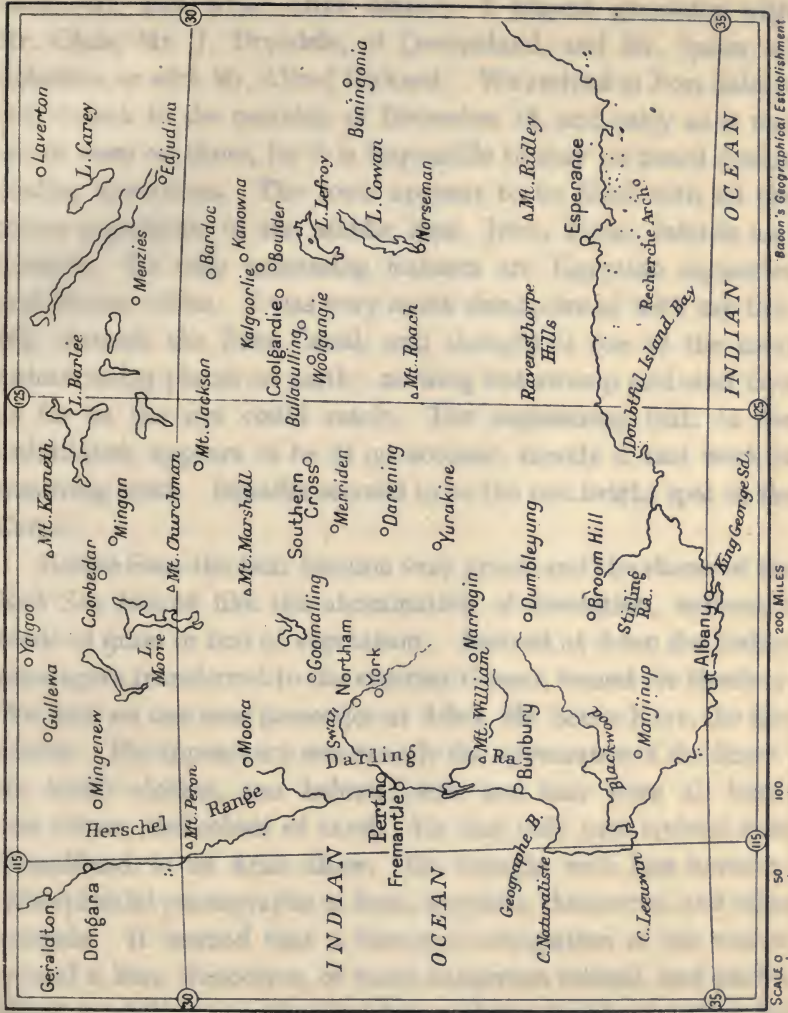 30
35
Geraldton
Dongara
Mingenew
Gullewa
Yalgoo
Coorbedar
Mingan
Mt. Kenneth
L. Barlee
Laverton
L. Carey
Edjudina
Menzies
L. Moore
Mt. Churchman
Mt. Jackson
Bardoc
Kanowna
Kalgoorlie
Boulder
Coolgardie
Bullabulling
Woolgangie
L. Lefroy
Buningonia
L. Cowan
Norseman
Mt. Roach
Mt. Ridley
Herschel
Range
Mt. Peron
Moora
Mt. Marshall
Southern
Cross
Merriden
Darening
Yurakine
Goomalling
Northam
York
Swan
Darling
Ra.
Perth
Fremantle
Mt. William
Narrogin
Dumbleyung
Broom Hill
Stirling
Ra.
Bunbury
Blackwood
Manjinup
Albany
King George Sd.
Geographe B.
C. Naturaliste
C. Leeuwin
Ravensthorpe
Hills
Esperance
Recherche Arch.
Doubtful Island Bay
INDIAN
OCEAN
INDIAN OCEAN
115
125
30
35
115
125
SCALE 0 50 100 200 MILES
Bacon's Geographical Establishment